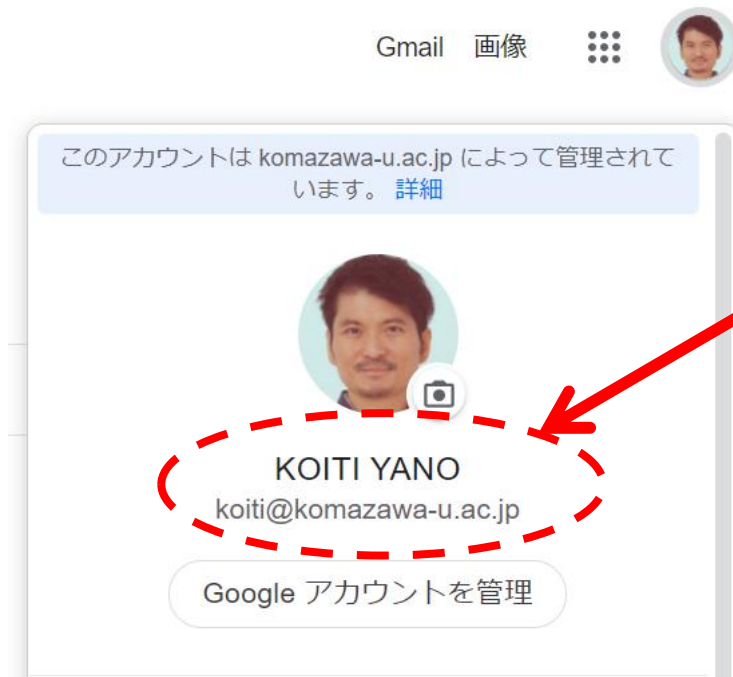 Gmail 画像
このアカウントは komazawa-u.ac.jp によって管理されて
います。 詳細
KOITI YANO
koiti@komazawa-u.ac.jp
Google アカウントを管理